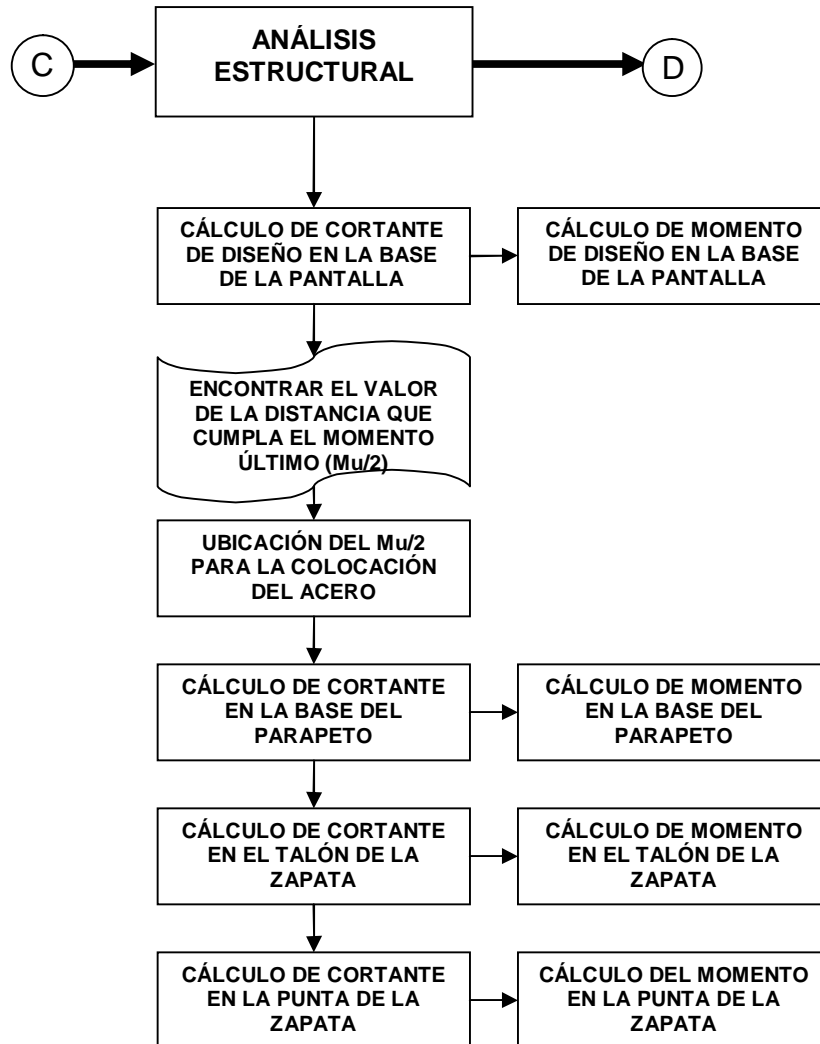 C
ANÁLISIS
ESTRUCTURAL
D
CÁLCULO DE CORTANTE
DE DISEÑO EN LA BASE
DE LA PANTALLA
CÁLCULO DE MOMENTO
DE DISEÑO EN LA BASE
DE LA PANTALLA
ENCONTRAR EL VALOR
DE LA DISTANCIA QUE
CUMPLA EL MOMENTO
ÚLTIMO (Mu/2)
UBICACIÓN DEL Mu/2
PARA LA COLOCACIÓN
DEL ACERO
CÁLCULO DE CORTANTE
EN LA BASE DEL
PARAPETO
CÁLCULO DE MOMENTO
EN LA BASE DEL
PARAPETO
CÁLCULO DE CORTANTE
EN EL TALÓN DE LA
ZAPATA
CÁLCULO DE MOMENTO
EN EL TALÓN DE LA
ZAPATA
CÁLCULO DE CORTANTE
EN LA PUNTA DE LA
ZAPATA
CÁLCULO DEL MOMENTO
EN LA PUNTA DE LA
ZAPATA